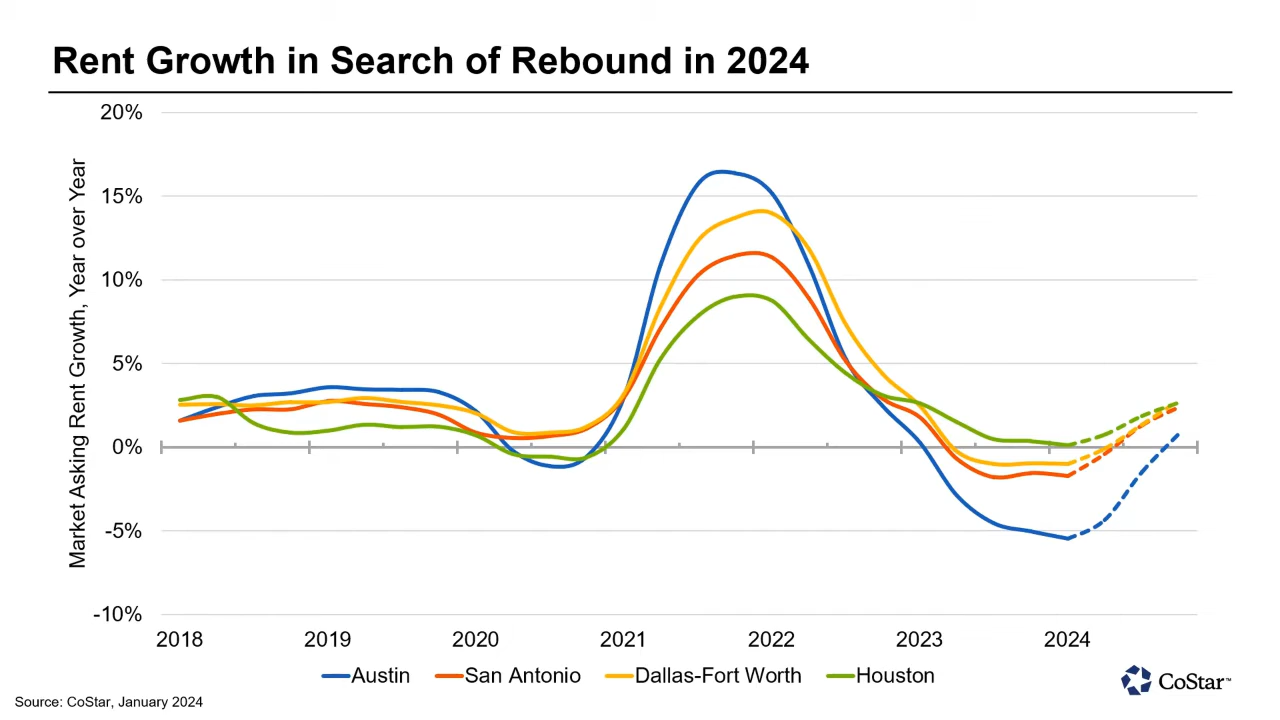 Rent Growth in Search of Rebound in 2024
Market Asking Rent Growth, Year over Year
20%
15%
10%
5%
0%
-5%
-10%
2018 2019 2020 2021 2022 2023 2024
Austin San Antonio Dallas-Fort Worth Houston
CoStar™
Source: CoStar, January 2024